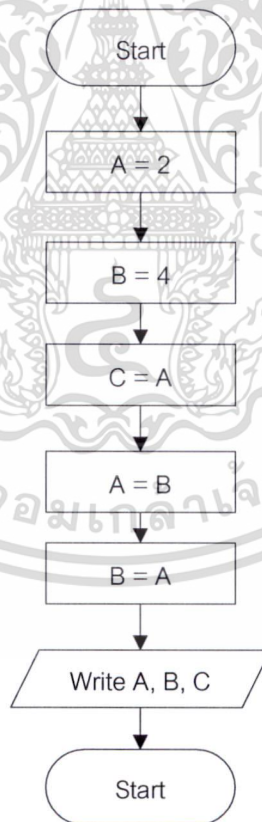 Start
A = 2
B = 4
C = A
A = B
B = A
Write A, B, C
Start